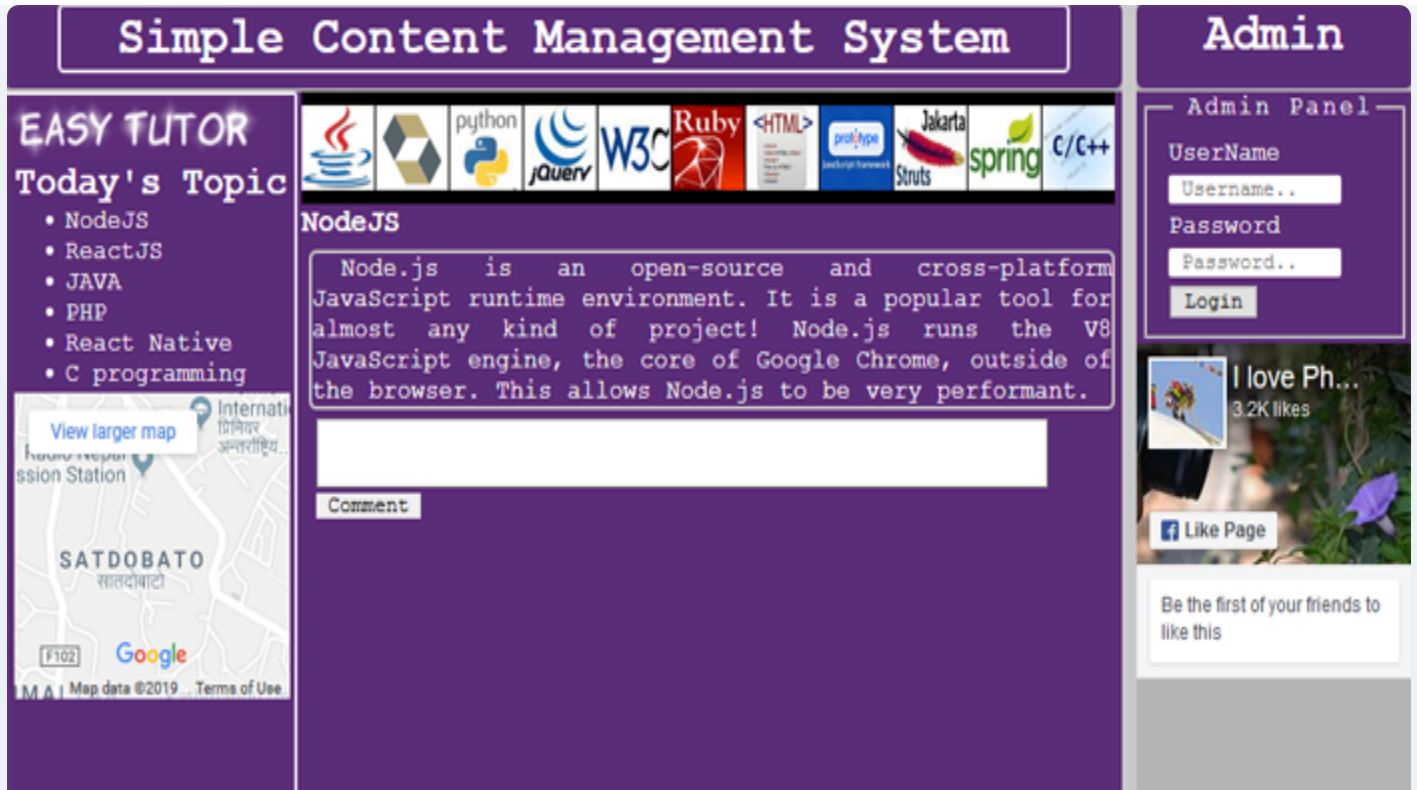 Simple Content Management System
Admin
EASY TUTOR
Today's Topic
• NodeJS
• ReactJS
• JAVA
• PHP
• React Native
• C programming
View larger map
Internati
अन्तर्राष्ट्रिय...
Radio Nepal
ssion Station
SATDOBATO
सातदोबाटो
F102
Google
Map data ©2019
Terms of Use
python
jQuery
W3C
Ruby
<HTML>
prototype
JavaScript framework
Jakarta
Struts
spring
C/C++
NodeJS
Node.js is an open-source and cross-platform
JavaScript runtime environment. It is a popular tool for
almost any kind of project! Node.js runs the V8
JavaScript engine, the core of Google Chrome, outside of
the browser. This allows Node.js to be very performant.
Comment
Admin Panel
UserName
Username..
Password
Password..
Login
I love Ph...
3.2K likes
Like Page
Be the first of your friends to
like this